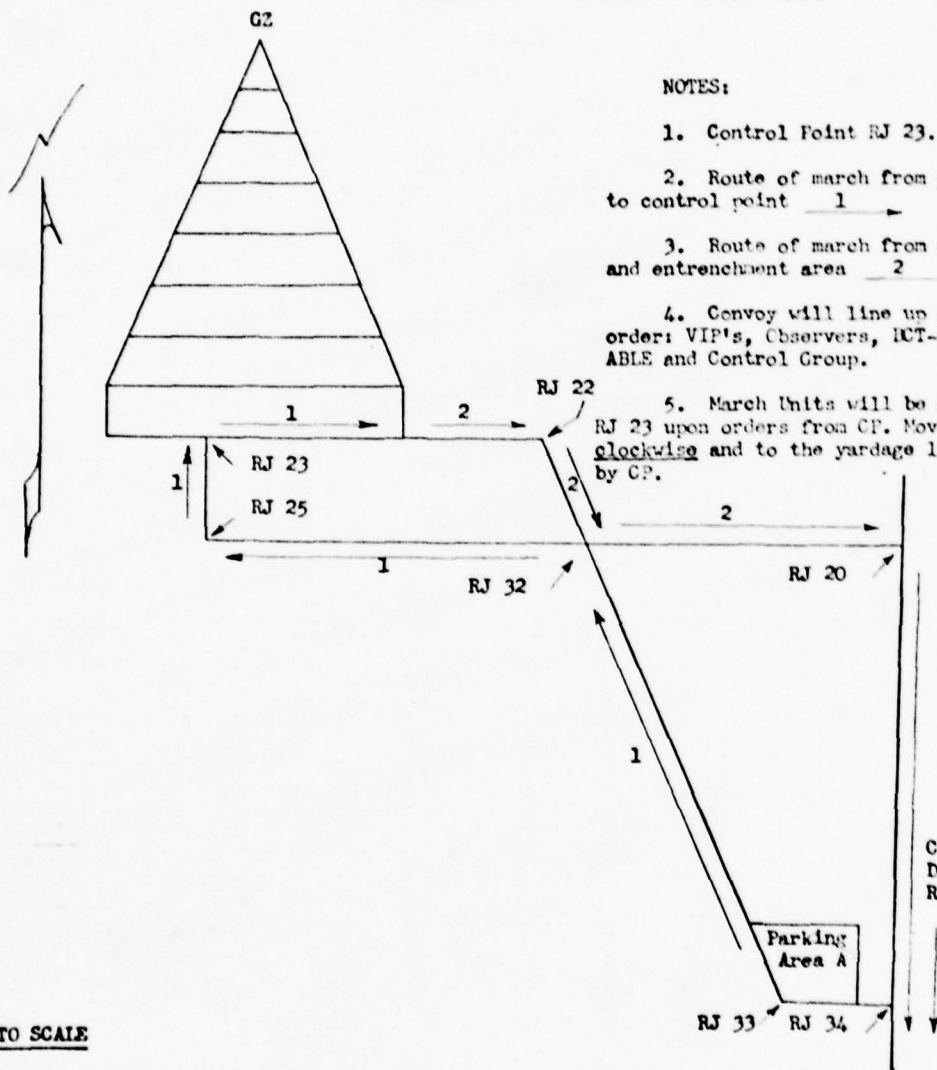 GZ
NOTES:
1. Control Point RJ 23.
2. Route of march from
to control point 1
3. Route of march from
and entrenchment area 2
4. Convoy will line up
order: VIP's, Observers, BCT-
ABLE and Control Group.
5. March Units will be
RJ 23 upon orders from CP. Mov
clockwise and to the yardage l
by CP.
RJ 22
1
2
RJ 23
1
RJ 25
2
2
1
RJ 32
RJ 20
1
C
D
R
Parking
Area A
RJ 33
RJ 34
TO SCALE